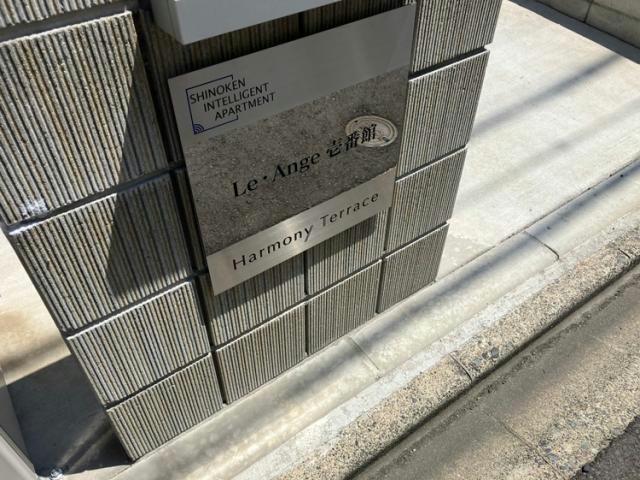 SHINOKEN
INTELLIGENT
APARTMENT
Le・Ange 壱番館
Harmony Terrace